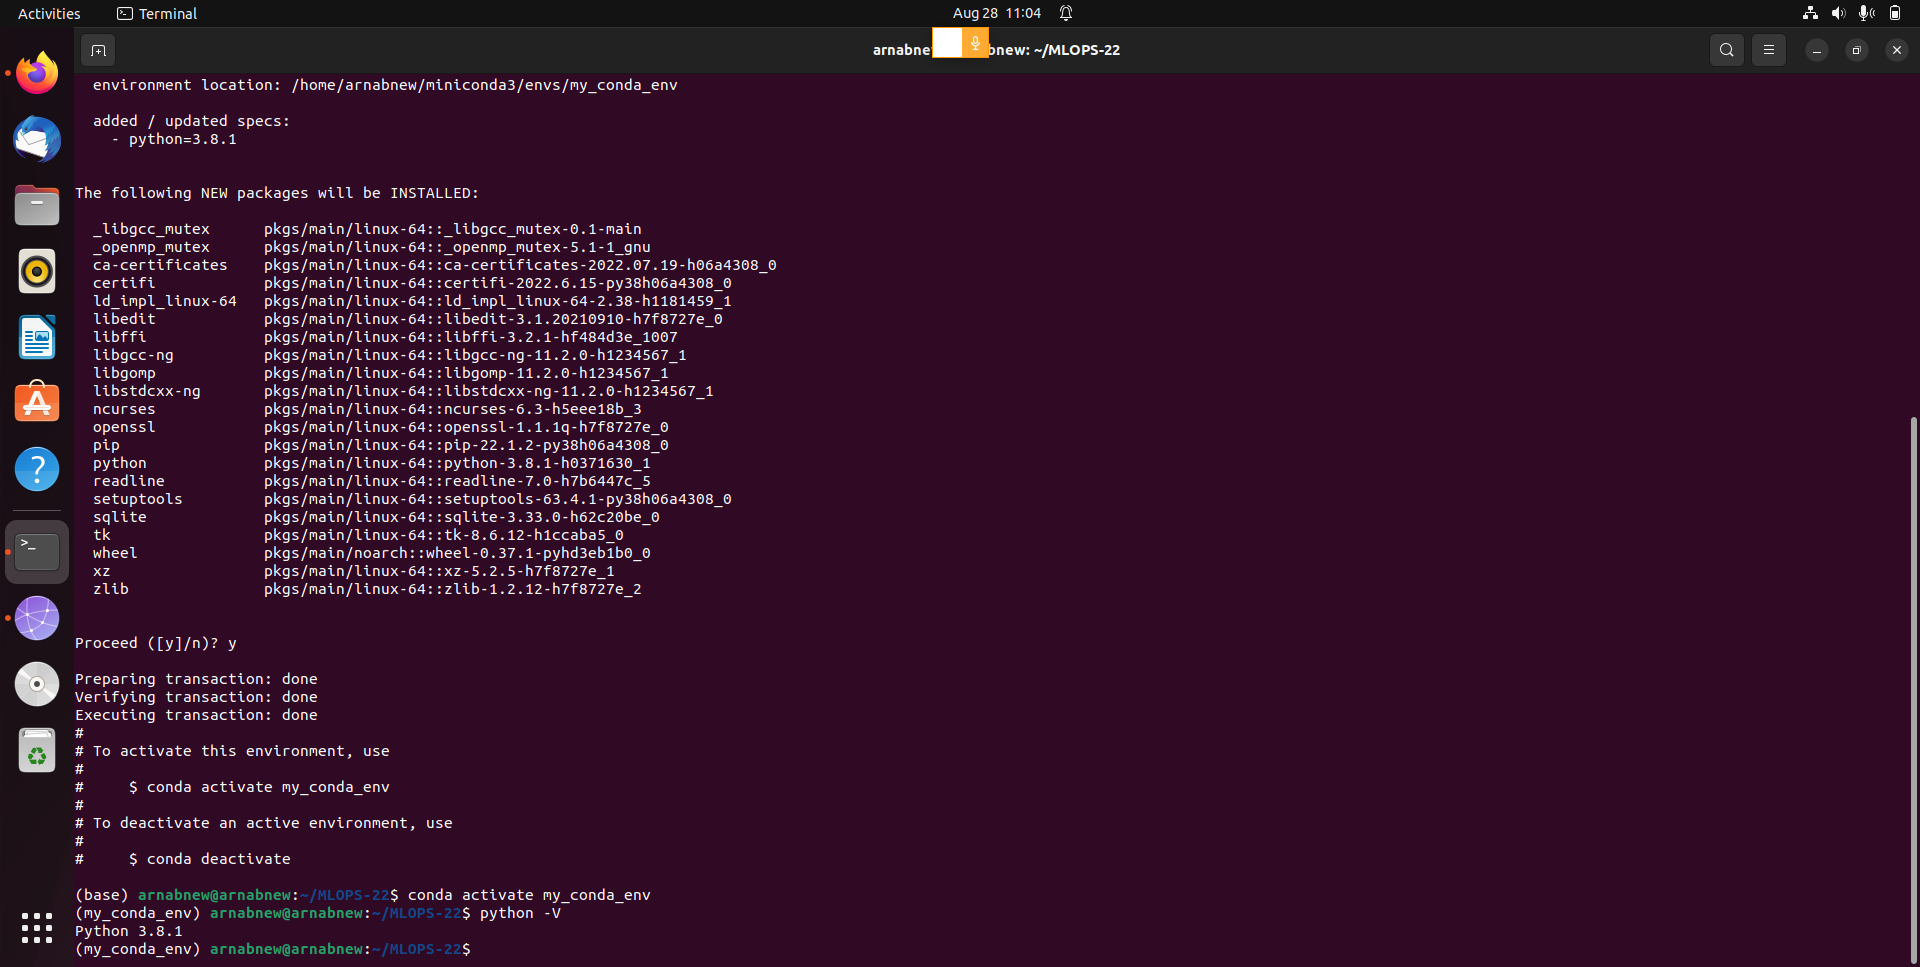 Activities
Terminal
Aug 28 11:04
arnabne bnew: ~/MLOPS-22
environment location: /home/arnabnew/miniconda3/envs/my_conda_env
added / updated specs:
- python=3.8.1
The following NEW packages will be INSTALLED:
_libgcc_mutex pkgs/main/linux-64::_libgcc_mutex-0.1-main
_openmp_mutex pkgs/main/linux-64::_openmp_mutex-5.1-1_gnu
ca-certificates pkgs/main/linux-64::ca-certificates-2022.07.19-h06a4308_0
certifi pkgs/main/linux-64::certifi-2022.6.15-py38h06a4308_0
ld_impl_linux-64 pkgs/main/linux-64::ld_impl_linux-64-2.38-h1181459_1
libedit pkgs/main/linux-64::libedit-3.1.20210910-h7f8727e_0
libffi pkgs/main/linux-64::libffi-3.2.1-hf484d3e_1007
libgcc-ng pkgs/main/linux-64::libgcc-ng-11.2.0-h1234567_1
libgomp pkgs/main/linux-64::libgomp-11.2.0-h1234567_1
libstdcxx-ng pkgs/main/linux-64::libstdcxx-ng-11.2.0-h1234567_1
ncurses pkgs/main/linux-64::ncurses-6.3-h5eee18b_3
openssl pkgs/main/linux-64::openssl-1.1.1q-h7f8727e_0
pip pkgs/main/linux-64::pip-22.1.2-py38h06a4308_0
python pkgs/main/linux-64::python-3.8.1-h0371630_1
readline pkgs/main/linux-64::readline-7.0-h7b6447c_5
setuptools pkgs/main/linux-64::setuptools-63.4.1-py38h06a4308_0
sqlite pkgs/main/linux-64::sqlite-3.33.0-h62c20be_0
tk pkgs/main/linux-64::tk-8.6.12-h1ccaba5_0
wheel pkgs/main/noarch::wheel-0.37.1-pyhd3eb1b0_0
xz pkgs/main/linux-64::xz-5.2.5-h7f8727e_1
zlib pkgs/main/linux-64::zlib-1.2.12-h7f8727e_2
Proceed ([y]/n)? y
Preparing transaction: done
Verifying transaction: done
Executing transaction: done
#
# To activate this environment, use
#
# $ conda activate my_conda_env
#
# To deactivate an active environment, use
#
# $ conda deactivate
(base) arnabnew@arnabnew:~/MLOPS-22$ conda activate my_conda_env
(my_conda_env) arnabnew@arnabnew:~/MLOPS-22$ python -V
Python 3.8.1
(my_conda_env) arnabnew@arnabnew:~/MLOPS-22$